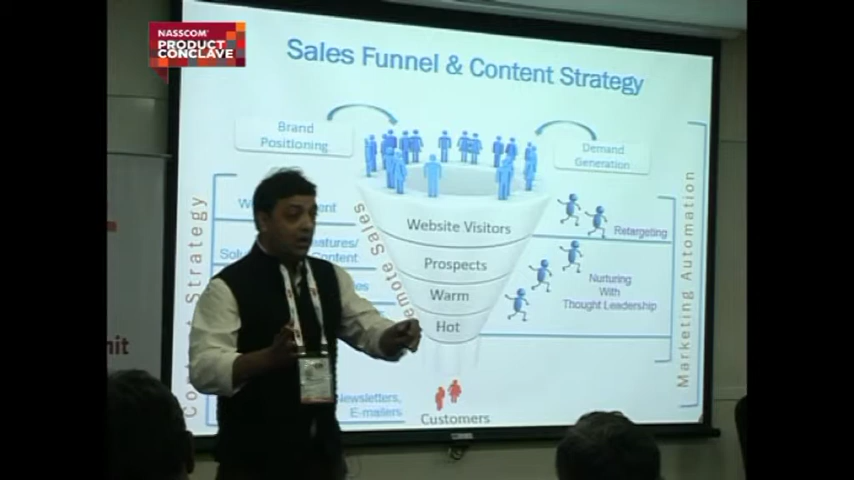 NASSCOM®
PRODUCT
CONCLAVE
Sales Funnel & Content Strategy
Brand
Positioning
Demand
Generation
Website Visitors
Prospects
Warm
Hot
Customers
Retargeting
Nurturing
With
Thought Leadership
Marketing Automation
Strategy
Sales
Content
Newsletters,
E-mailers